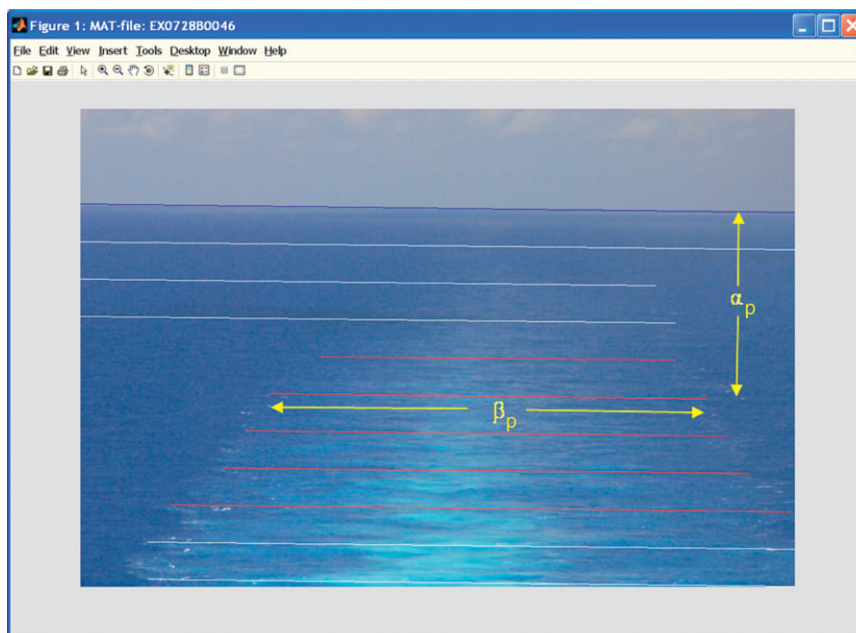 Figure 1: MAT-file: EX0728B0046
File Edit View Insert Tools Desktop Window Help
αp
βp